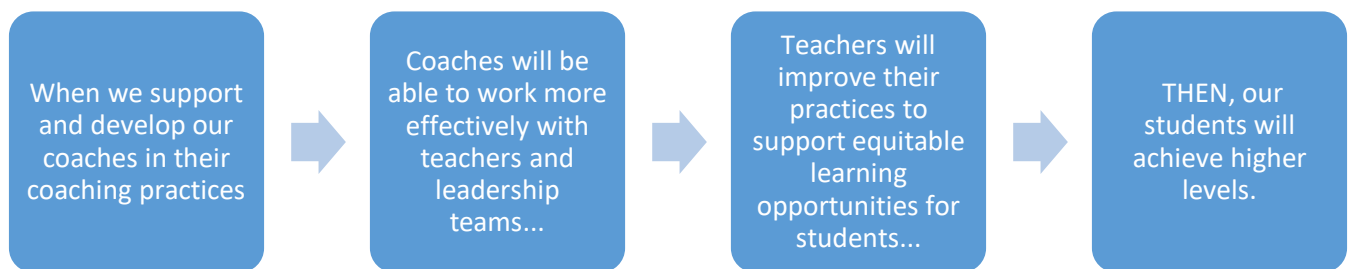 When we support
and develop our
coaches in their
coaching practices
Coaches will be
able to work more
effectively with
teachers and
leadership
teams...
Teachers will
improve their
practices to
support equitable
learning
opportunities for
students...
THEN, our
students will
achieve higher
levels.